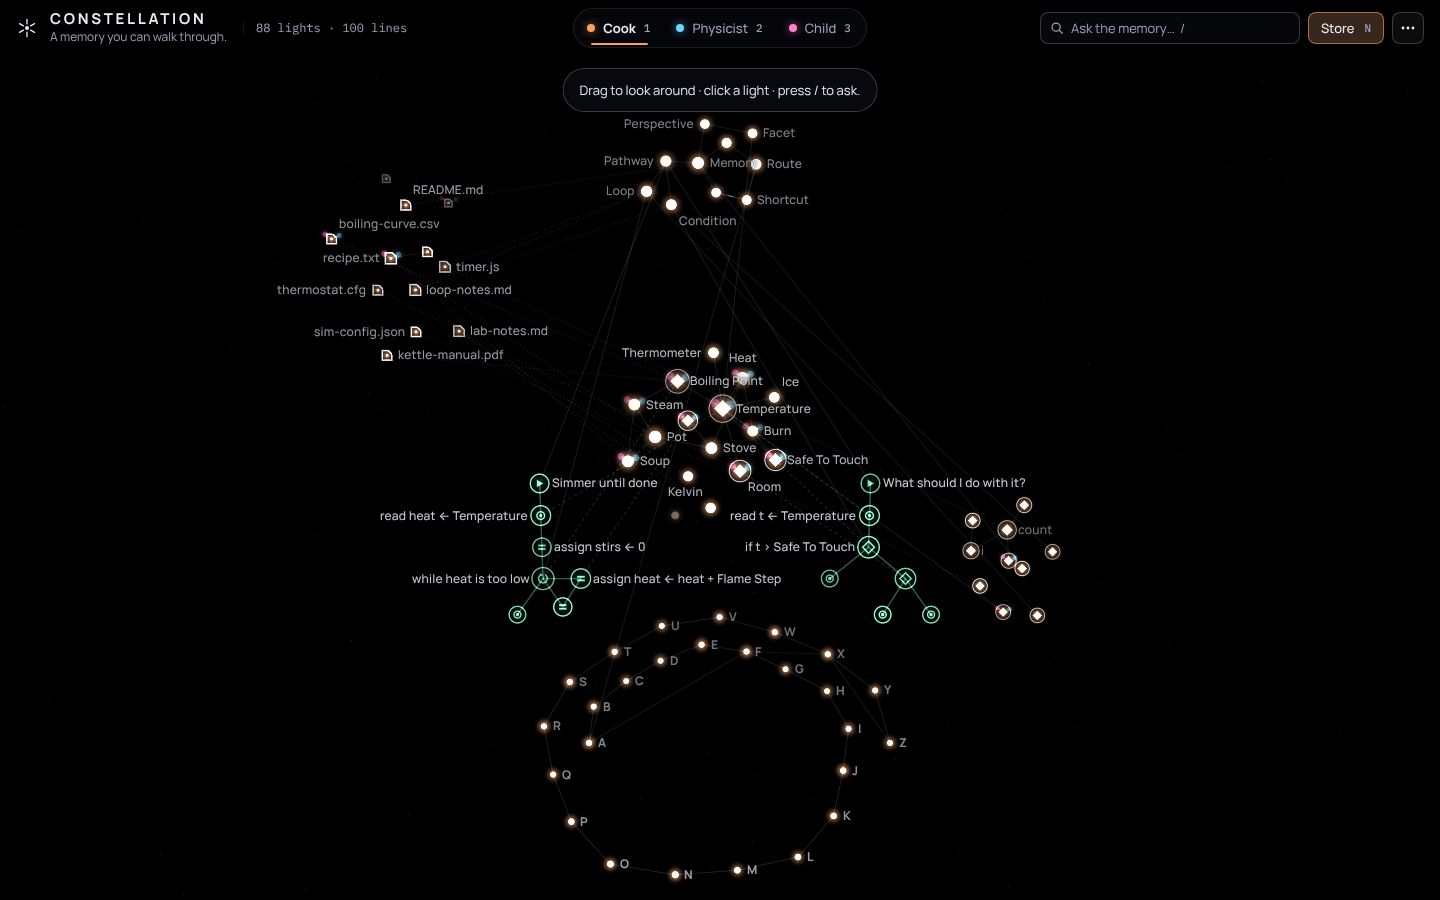 CONSTELLATION
A memory you can walk through.
88 lights · 100 lines
Cook 1
Physicist 2
Child 3
Ask the memory... /
Store N
Drag to look around · click a light · press / to ask.
Perspective
Facet
Pathway
Memory
Route
Loop
Shortcut
Condition
README.md
boiling-curve.csv
recipe.txt
timer.js
thermostat.cfg
loop-notes.md
sim-config.json
lab-notes.md
kettle-manual.pdf
Thermometer
Heat
Boiling Point
Ice
Steam
Temperature
Pot
Burn
Stove
Soup
Safe To Touch
Kelvin
Room
Simmer until done
What should I do with it?
read heat ← Temperature
read t ← Temperature
count
assign stirs ← 0
if t > Safe To Touch
i
while heat is too low
assign heat ← heat + Flame Step
V
U
W
T
E
F
X
D
G
S
C
H
Y
B
R
A
I
Z
Q
J
P
K
O
L
N
M